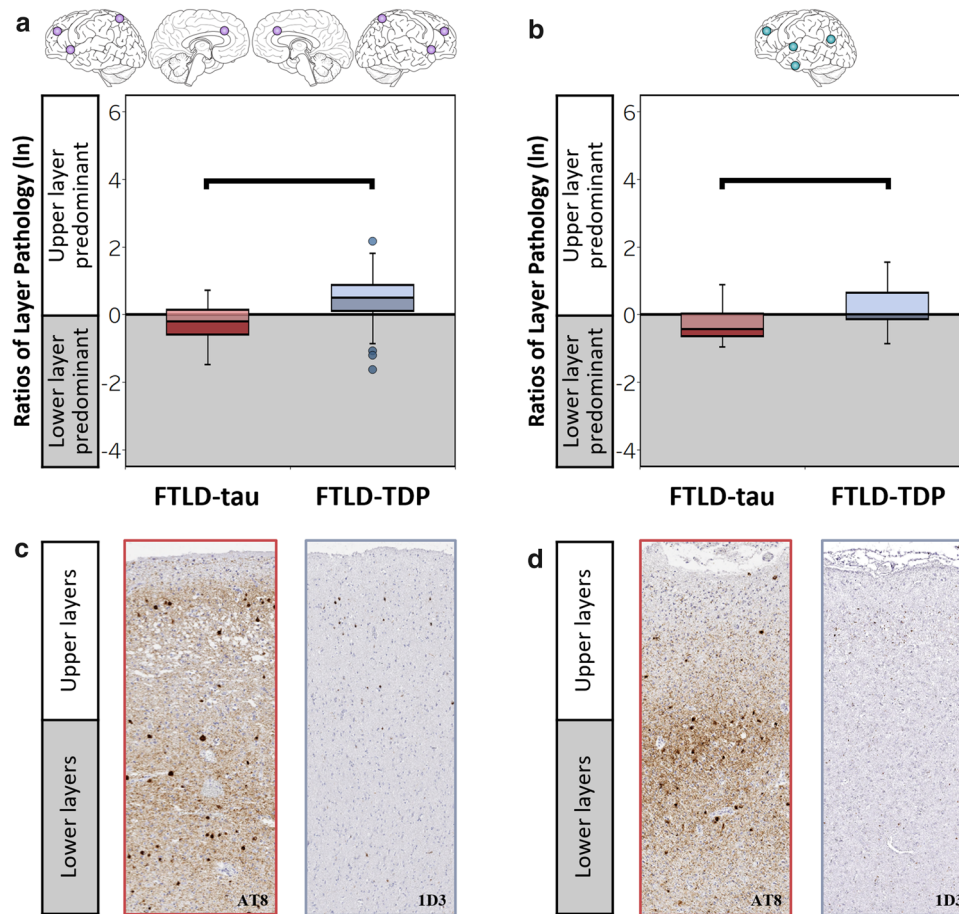 a
b
Ratios of Layer Pathology (ln)
Upper layer
predominant
Lower layer
predominant
6
4
2
0
-2
-4
FTLD-tau
FTLD-TDP
Ratios of Layer Pathology (ln)
Upper layer
predominant
Lower layer
predominant
6
4
2
0
-2
-4
FTLD-tau
FTLD-TDP
c
Upper layers
Lower layers
AT8
1D3
d
Upper layers
Lower layers
AT8
1D3